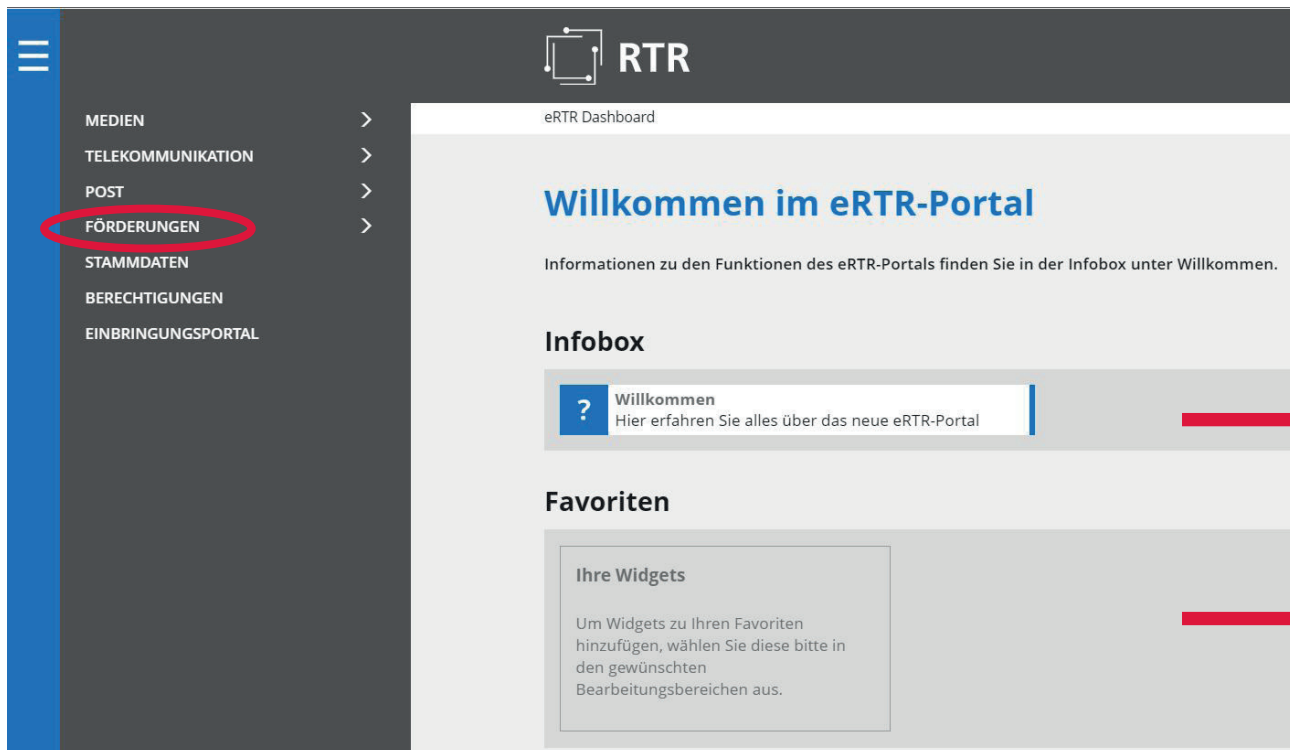 RTR
MEDIEN
TELEKOMMUNIKATION
POST
FÖRDERUNGEN
STAMMDATEN
BERECHTIGUNGEN
EINBRINGUNGSPORTAL
eRTR Dashboard
Willkommen im eRTR-Portal
Informationen zu den Funktionen des eRTR-Portals finden Sie in der Infobox unter Willkommen.
Infobox
?
Willkommen
Hier erfahren Sie alles über das neue eRTR-Portal
Favoriten
Ihre Widgets
Um Widgets zu Ihren Favoriten
hinzufügen, wählen Sie diese bitte in
den gewünschten
Bearbeitungsbereichen aus.